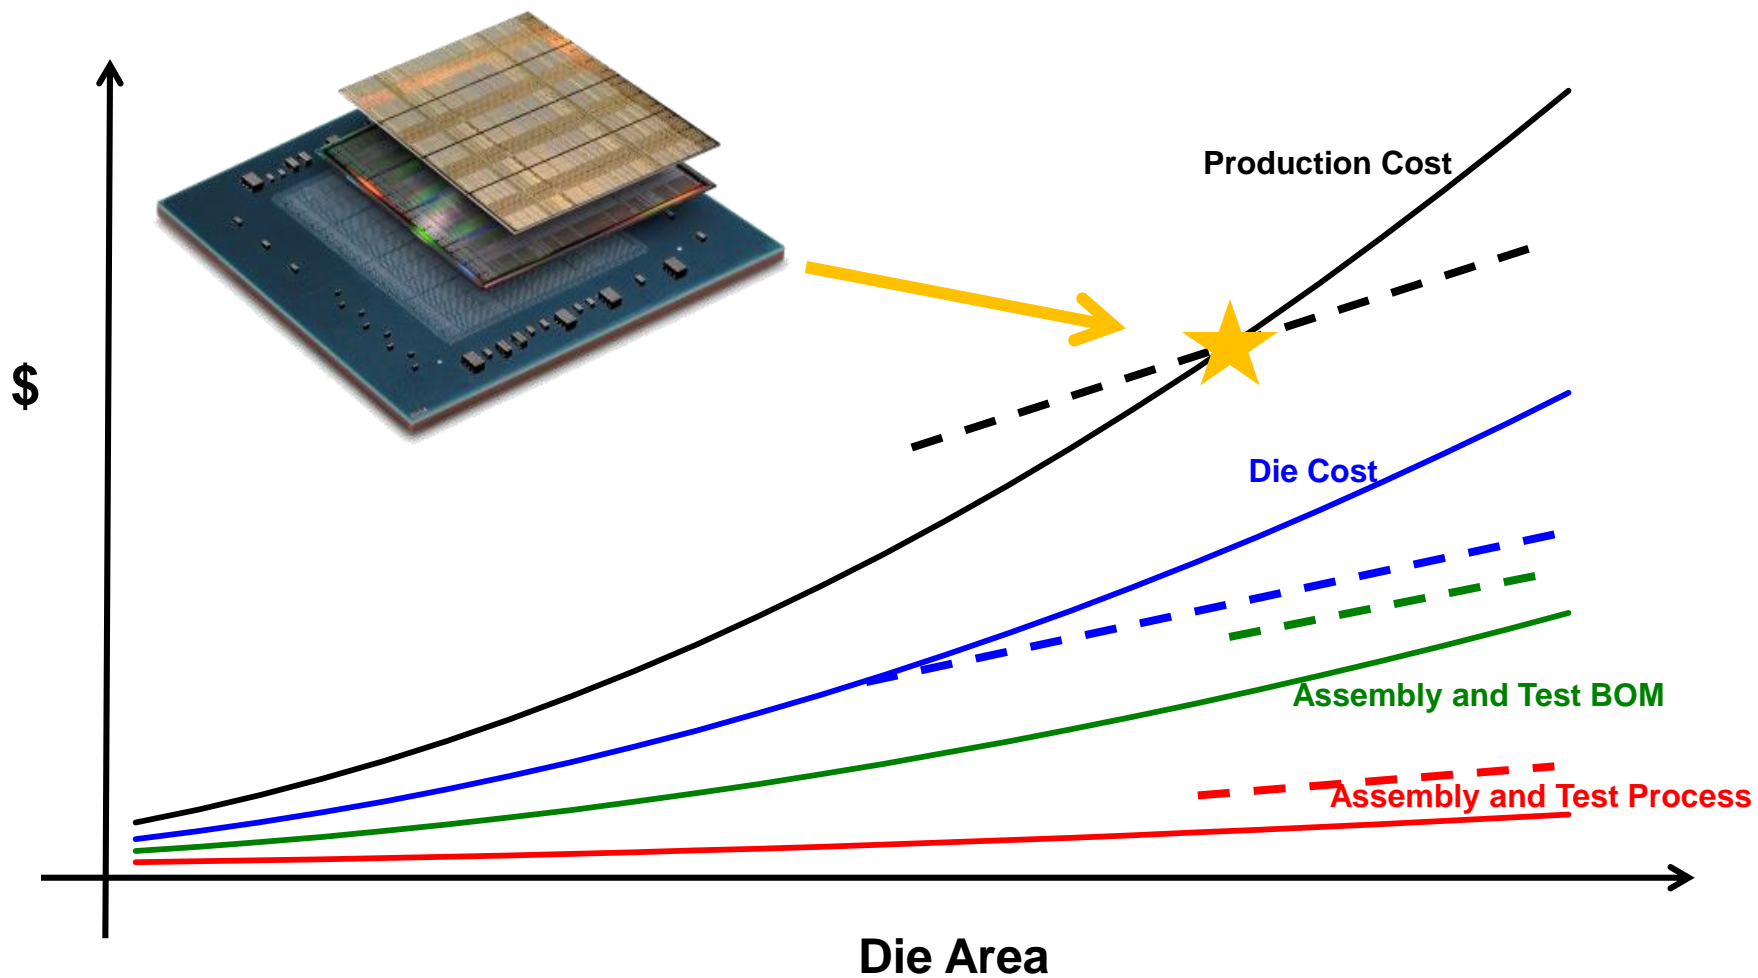 Production Cost
$
Die Cost
Assembly and Test BOM
Assembly and Test Process
Die Area